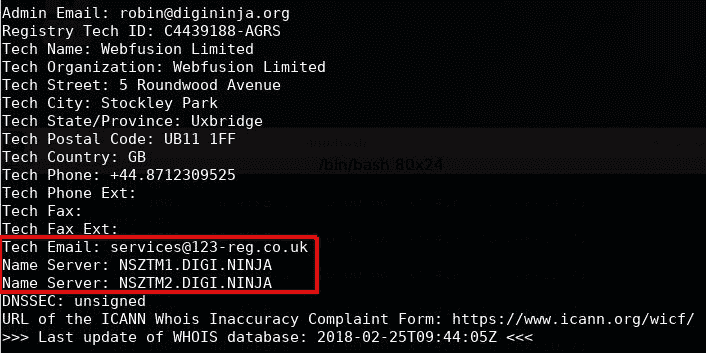 Admin Email: robin@digininja.org
Registry Tech ID: C4439188-AGRS
Tech Name: Webfusion Limited
Tech Organization: Webfusion Limited
Tech Street: 5 Roundwood Avenue
Tech City: Stockley Park
Tech State/Province: Uxbridge
Tech Postal Code: UB11 1FF
/bin/bash 80x24
Tech Country: GB
Tech Phone: +44.8712309525
Tech Phone Ext:
Tech Fax:
Tech Fax Ext:
Tech Email: services@123-reg.co.uk
Name Server: NSZTM1.DIGI.NINJA
Name Server: NSZTM2.DIGI.NINJA
DNSSEC: unsigned
URL of the ICANN Whois Inaccuracy Complaint Form: https://www.icann.org/wicf/
>>> Last update of WHOIS database: 2018-02-25T09:44:05Z <<<